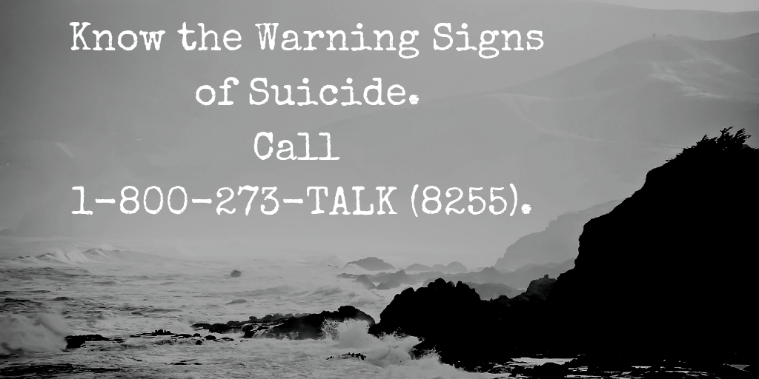 Know the Warning Signs
of Suicide.
Call
1-800-273-TALK (8255).